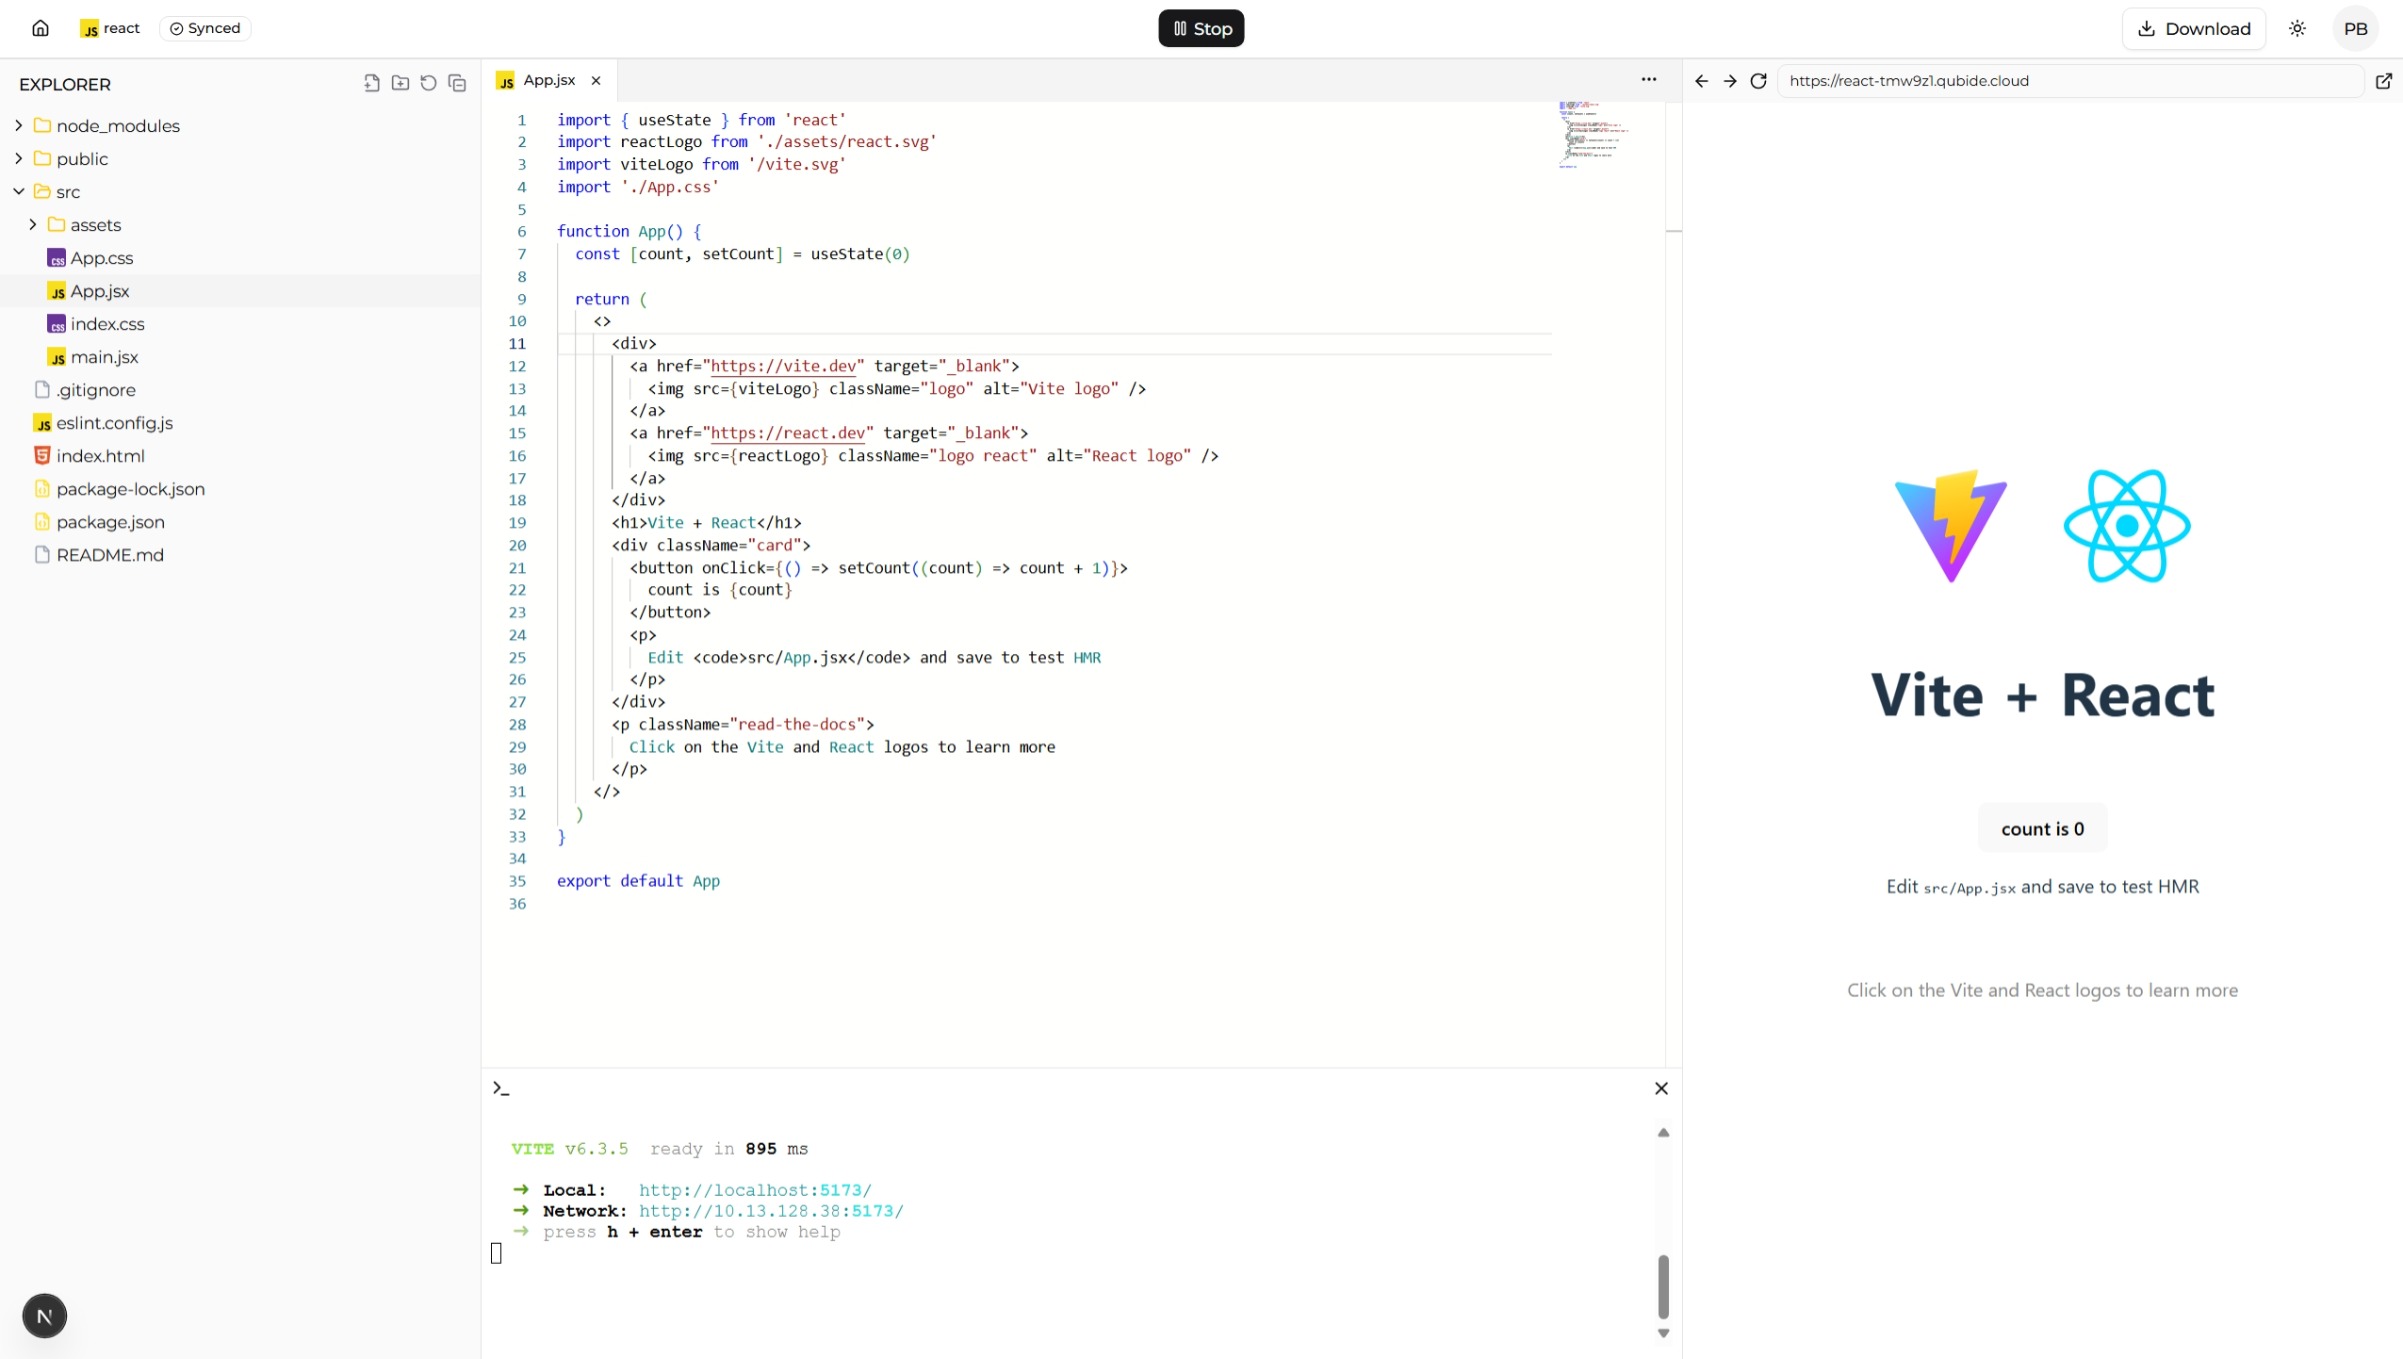 react
Synced
Stop
Download
PB
EXPLORER
node_modules
public
src
assets
App.css
App.jsx
index.css
main.jsx
.gitignore
eslint.config.js
index.html
package-lock.json
package.json
README.md
N
App.jsx
1 import { useState } from 'react'
2 import reactLogo from './assets/react.svg'
3 import viteLogo from '/vite.svg'
4 import './App.css'
5
6 function App() {
7 const [count, setCount] = useState(0)
8
9 return (
10 <>
11 <div>
12 <a href="https://vite.dev" target="_blank">
13 <img src={viteLogo} className="logo" alt="Vite logo" />
14 </a>
15 <a href="https://react.dev" target="_blank">
16 <img src={reactLogo} className="logo react" alt="React logo" />
17 </a>
18 </div>
19 <h1>Vite + React</h1>
20 <div className="card">
21 <button onClick={() => setCount((count) => count + 1)}>
22 count is {count}
23 </button>
24 <p>
25 Edit <code>src/App.jsx</code> and save to test HMR
26 </p>
27 </div>
28 <p className="read-the-docs">
29 Click on the Vite and React logos to learn more
30 </p>
31 </>
32 )
33 }
34
35 export default App
36
VITE v6.3.5 ready in 895 ms
➜ Local: http://localhost:5173/
➜ Network: http://10.13.128.38:5173/
➜ press h + enter to show help
https://react-tmw9z1.qubide.cloud
Vite + React
count is 0
Edit src/App.jsx and save to test HMR
Click on the Vite and React logos to learn more